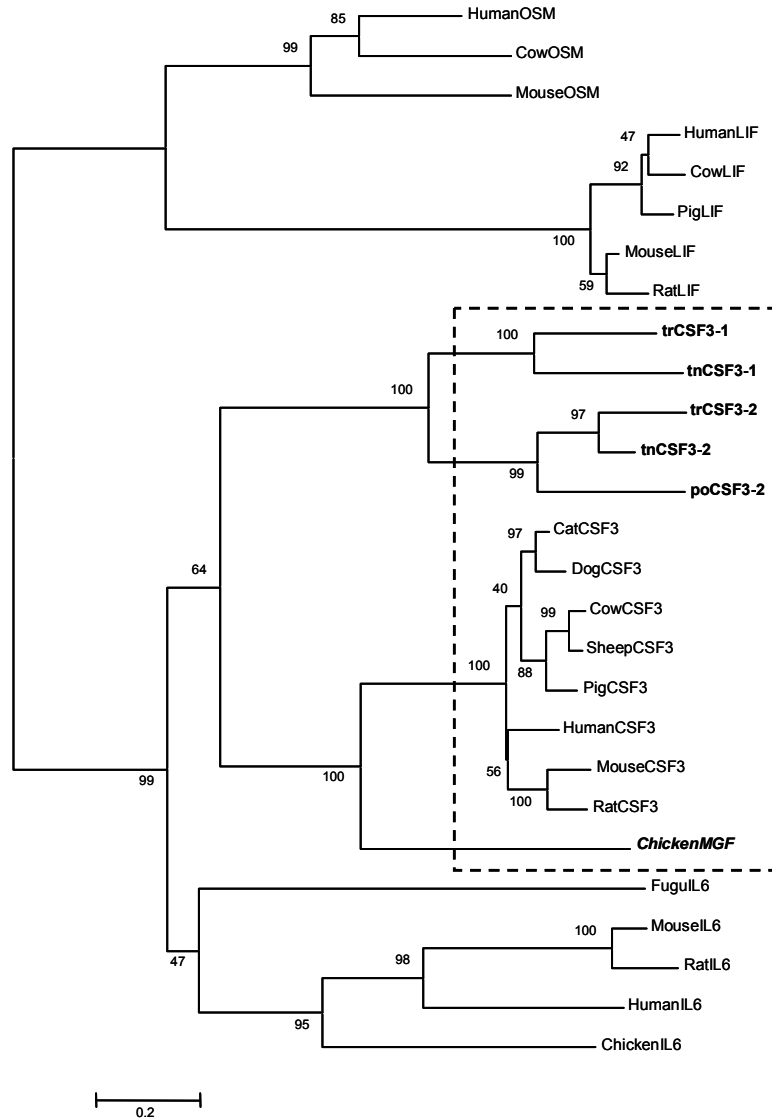 85
HumanOSM
99
CowOSM
MouseOSM
47
HumanLIF
92
CowLIF
PigLIF
100
MouseLIF
59
RatLIF
100
trCSF3-1
100
tnCSF3-1
97
trCSF3-2
99
tnCSF3-2
poCSF3-2
97
CatCSF3
64
DogCSF3
40
99
CowCSF3
100
88
SheepCSF3
PigCSF3
HumanCSF3
56
MouseCSF3
99
100
100
RatCSF3
ChickenMGF
FuguIL6
100
MouseIL6
47
98
RatIL6
HumanIL6
95
ChickenIL6
0.2